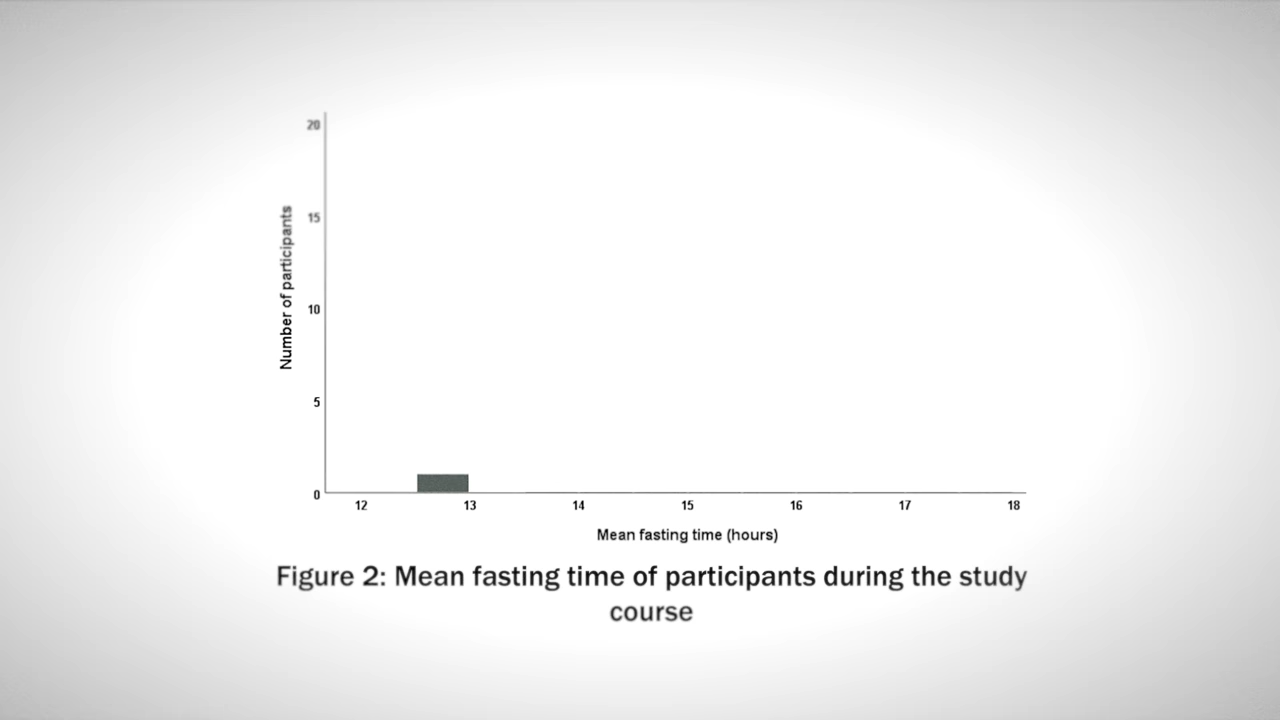 20
15
10
5
0
Number of participants
12 13 14 15 16 17 18
Mean fasting time (hours)
Figure 2: Mean fasting time of participants during the study
course